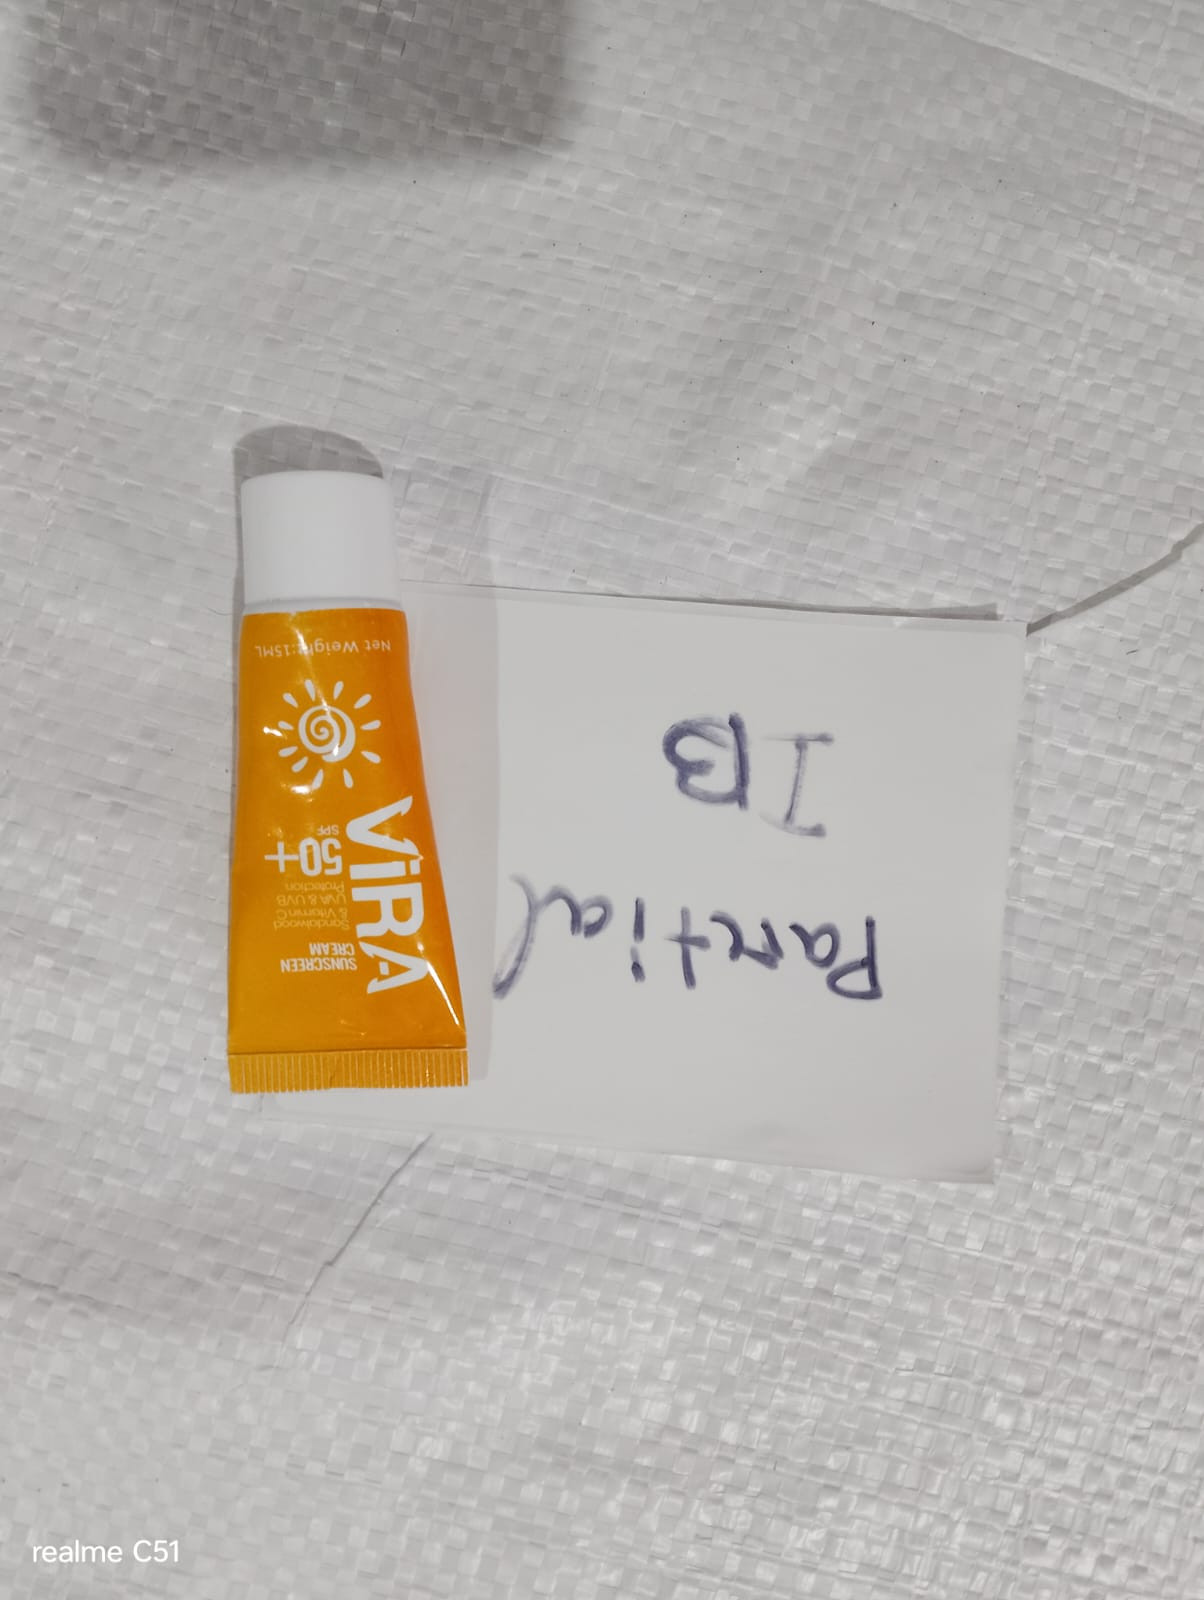 Net Weight:15ML
ViRA
SPF
50+
Sandalwood
& Vitamin C
UVA & UVB
Protection
SUNSCREEN
CREAM
IB
Partial
realme C51